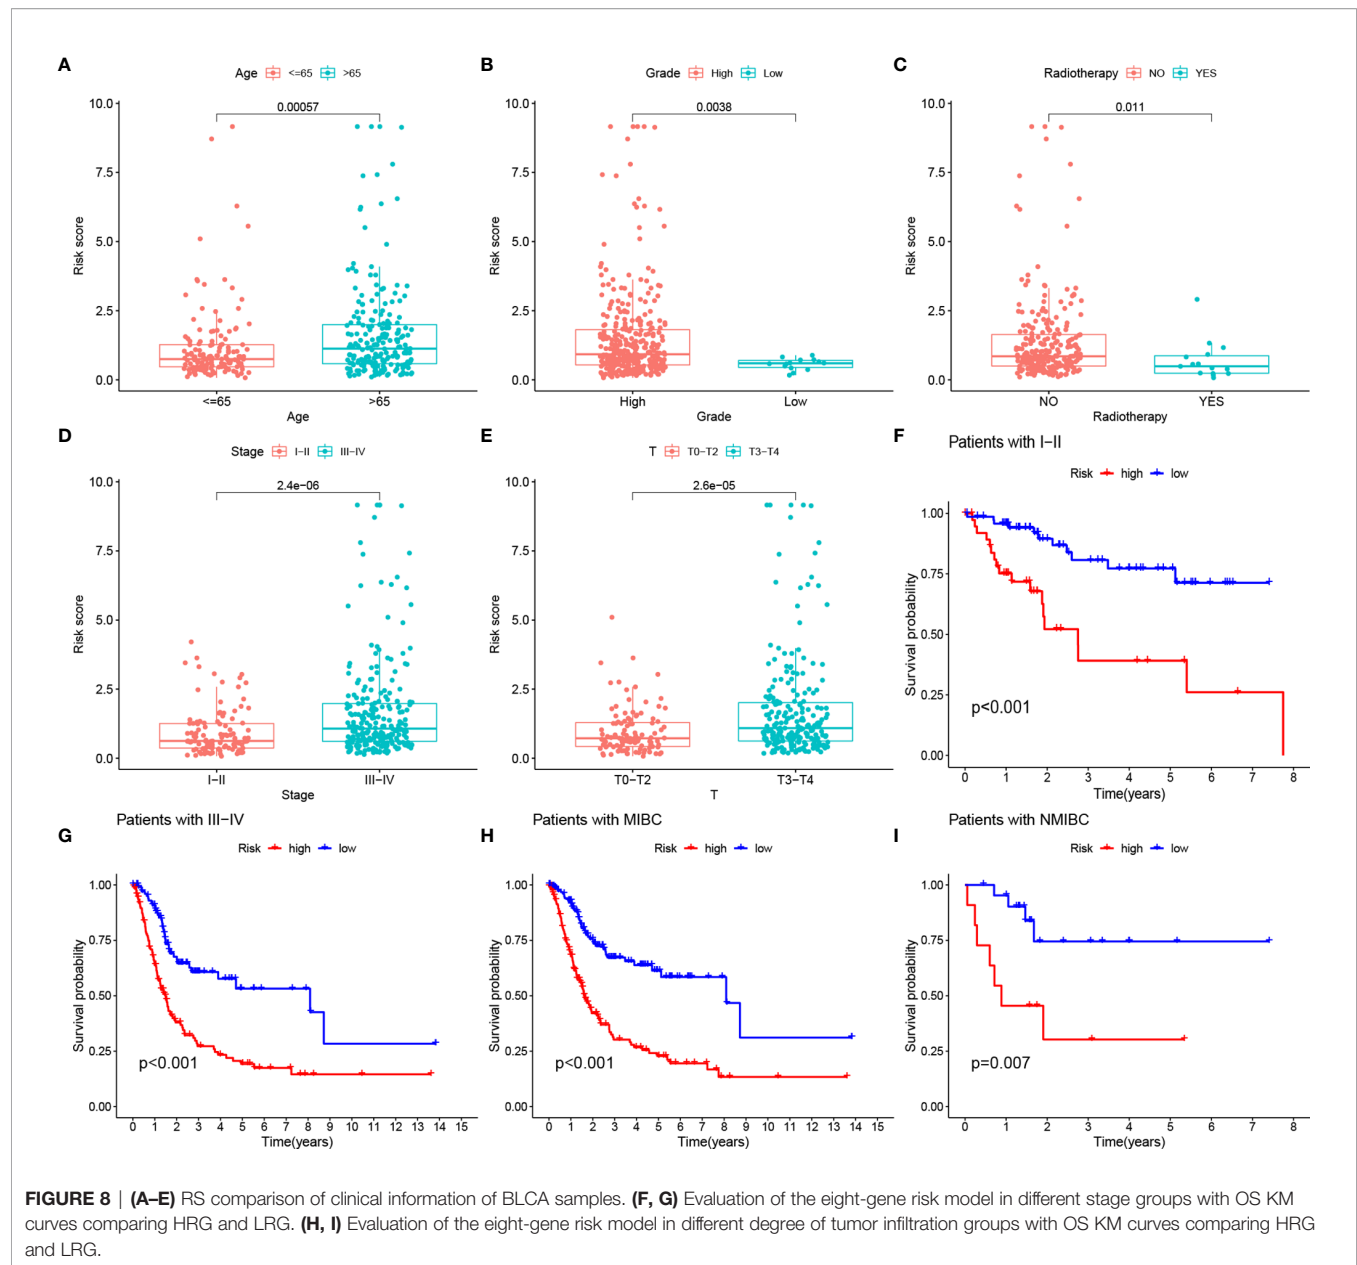 A
Age <=65 >65
0.00057
10.0
7.5
5.0
2.5
0.0
Risk score
<=65 >65
Age
B
Grade High Low
0.0038
10.0
7.5
5.0
2.5
0.0
Risk score
High Low
Grade
C
Radiotherapy NO YES
0.011
10.0
7.5
5.0
2.5
0.0
Risk score
NO YES
Radiotherapy
D
Stage I−II III−IV
2.4e−06
10.0
7.5
5.0
2.5
0.0
Risk score
I−II III−IV
Stage
E
T T0−T2 T3−T4
2.6e−05
10.0
7.5
5.0
2.5
0.0
Risk score
T0−T2 T3−T4
T
F
Patients with I−II
Risk high low
1.00
0.75
0.50
0.25
0.00
Survival probability
p<0.001
0 1 2 3 4 5 6 7 8
Time(years)
G
Patients with III−IV
Risk high low
1.00
0.75
0.50
0.25
0.00
Survival probability
p<0.001
0 1 2 3 4 5 6 7 8 9 10 11 12 13 14 15
Time(years)
H
Patients with MIBC
Risk high low
1.00
0.75
0.50
0.25
0.00
Survival probability
p<0.001
0 1 2 3 4 5 6 7 8 9 10 11 12 13 14 15
Time(years)
I
Patients with NMIBC
Risk high low
1.00
0.75
0.50
0.25
0.00
Survival probability
p=0.007
0 1 2 3 4 5 6 7 8
Time(years)
FIGURE 8 | (A–E) RS comparison of clinical information of BLCA samples. (F, G) Evaluation of the eight-gene risk model in different stage groups with OS KM
curves comparing HRG and LRG. (H, I) Evaluation of the eight-gene risk model in different degree of tumor infiltration groups with OS KM curves comparing HRG
and LRG.